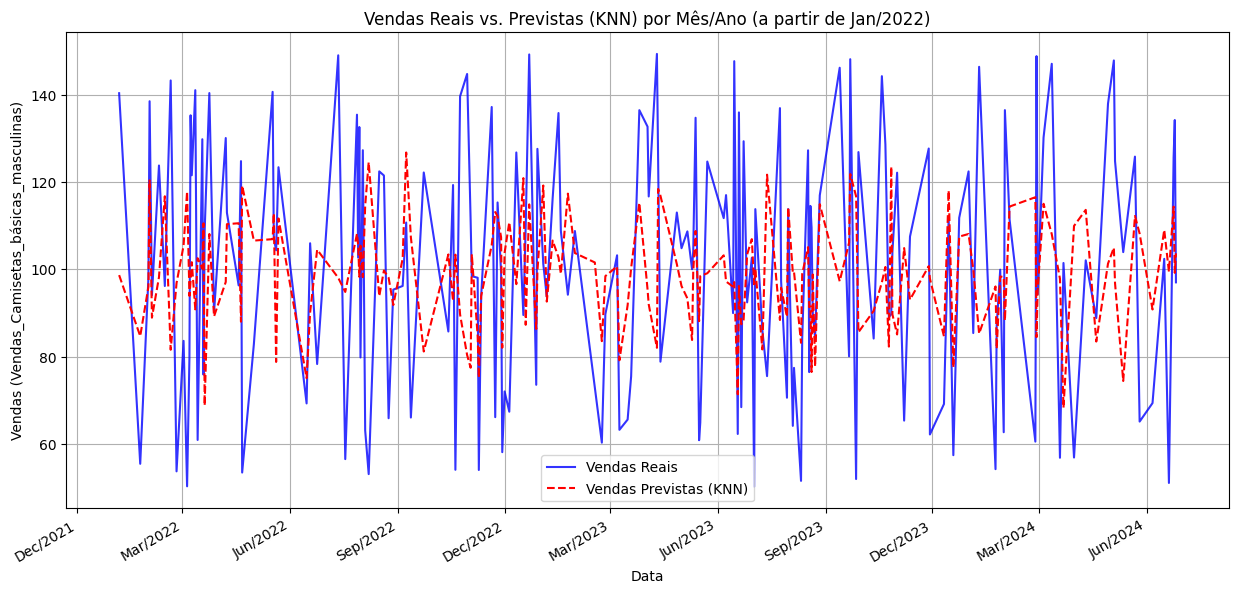 Vendas Reais vs. Previstas (KNN) por Mês/Ano (a partir de Jan/2022)
Vendas (Vendas_Camisetas_básicas_masculinas)
140
120
100
80
60
Vendas Reais
Vendas Previstas (KNN)
Dec/2021
Mar/2022
Jun/2022
Sep/2022
Dec/2022
Mar/2023
Jun/2023
Sep/2023
Dec/2023
Mar/2024
Jun/2024
Data